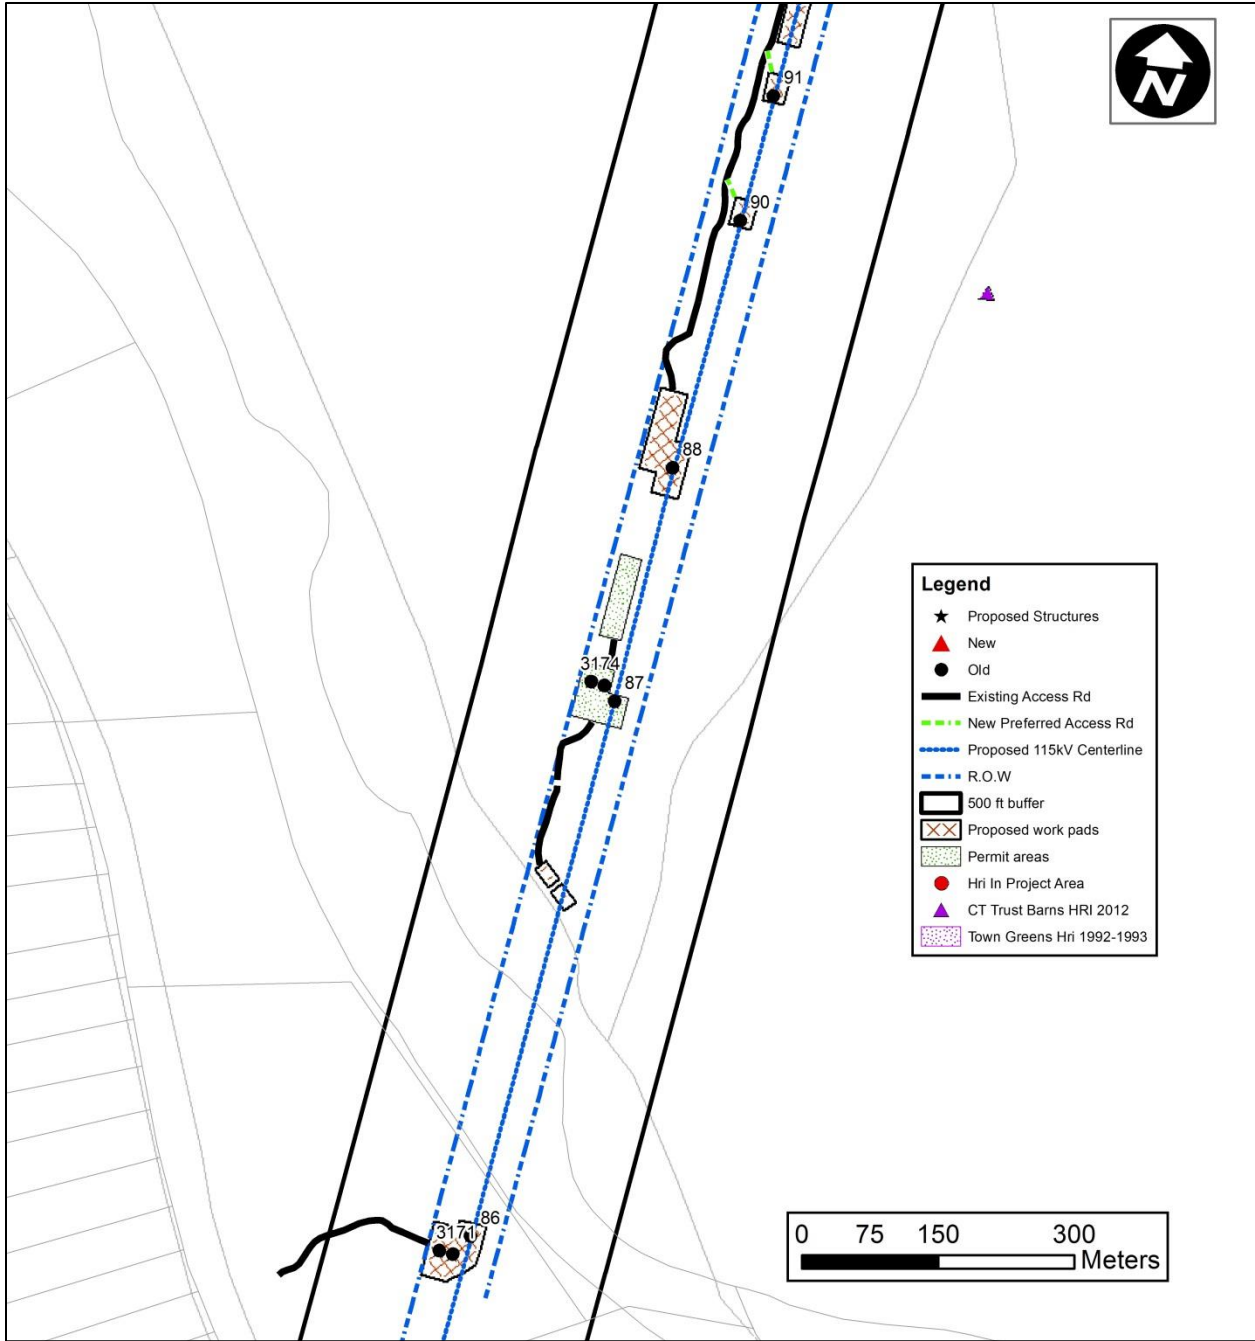 N
91
90
88
3174
87
86
3171
Legend
Proposed Structures
New
Old
Existing Access Rd
New Preferred Access Rd
Proposed 115kV Centerline
R.O.W
500 ft buffer
Proposed work pads
Permit areas
Hri In Project Area
CT Trust Barns HRI 2012
Town Greens Hri 1992-1993
0 75 150 300
Meters